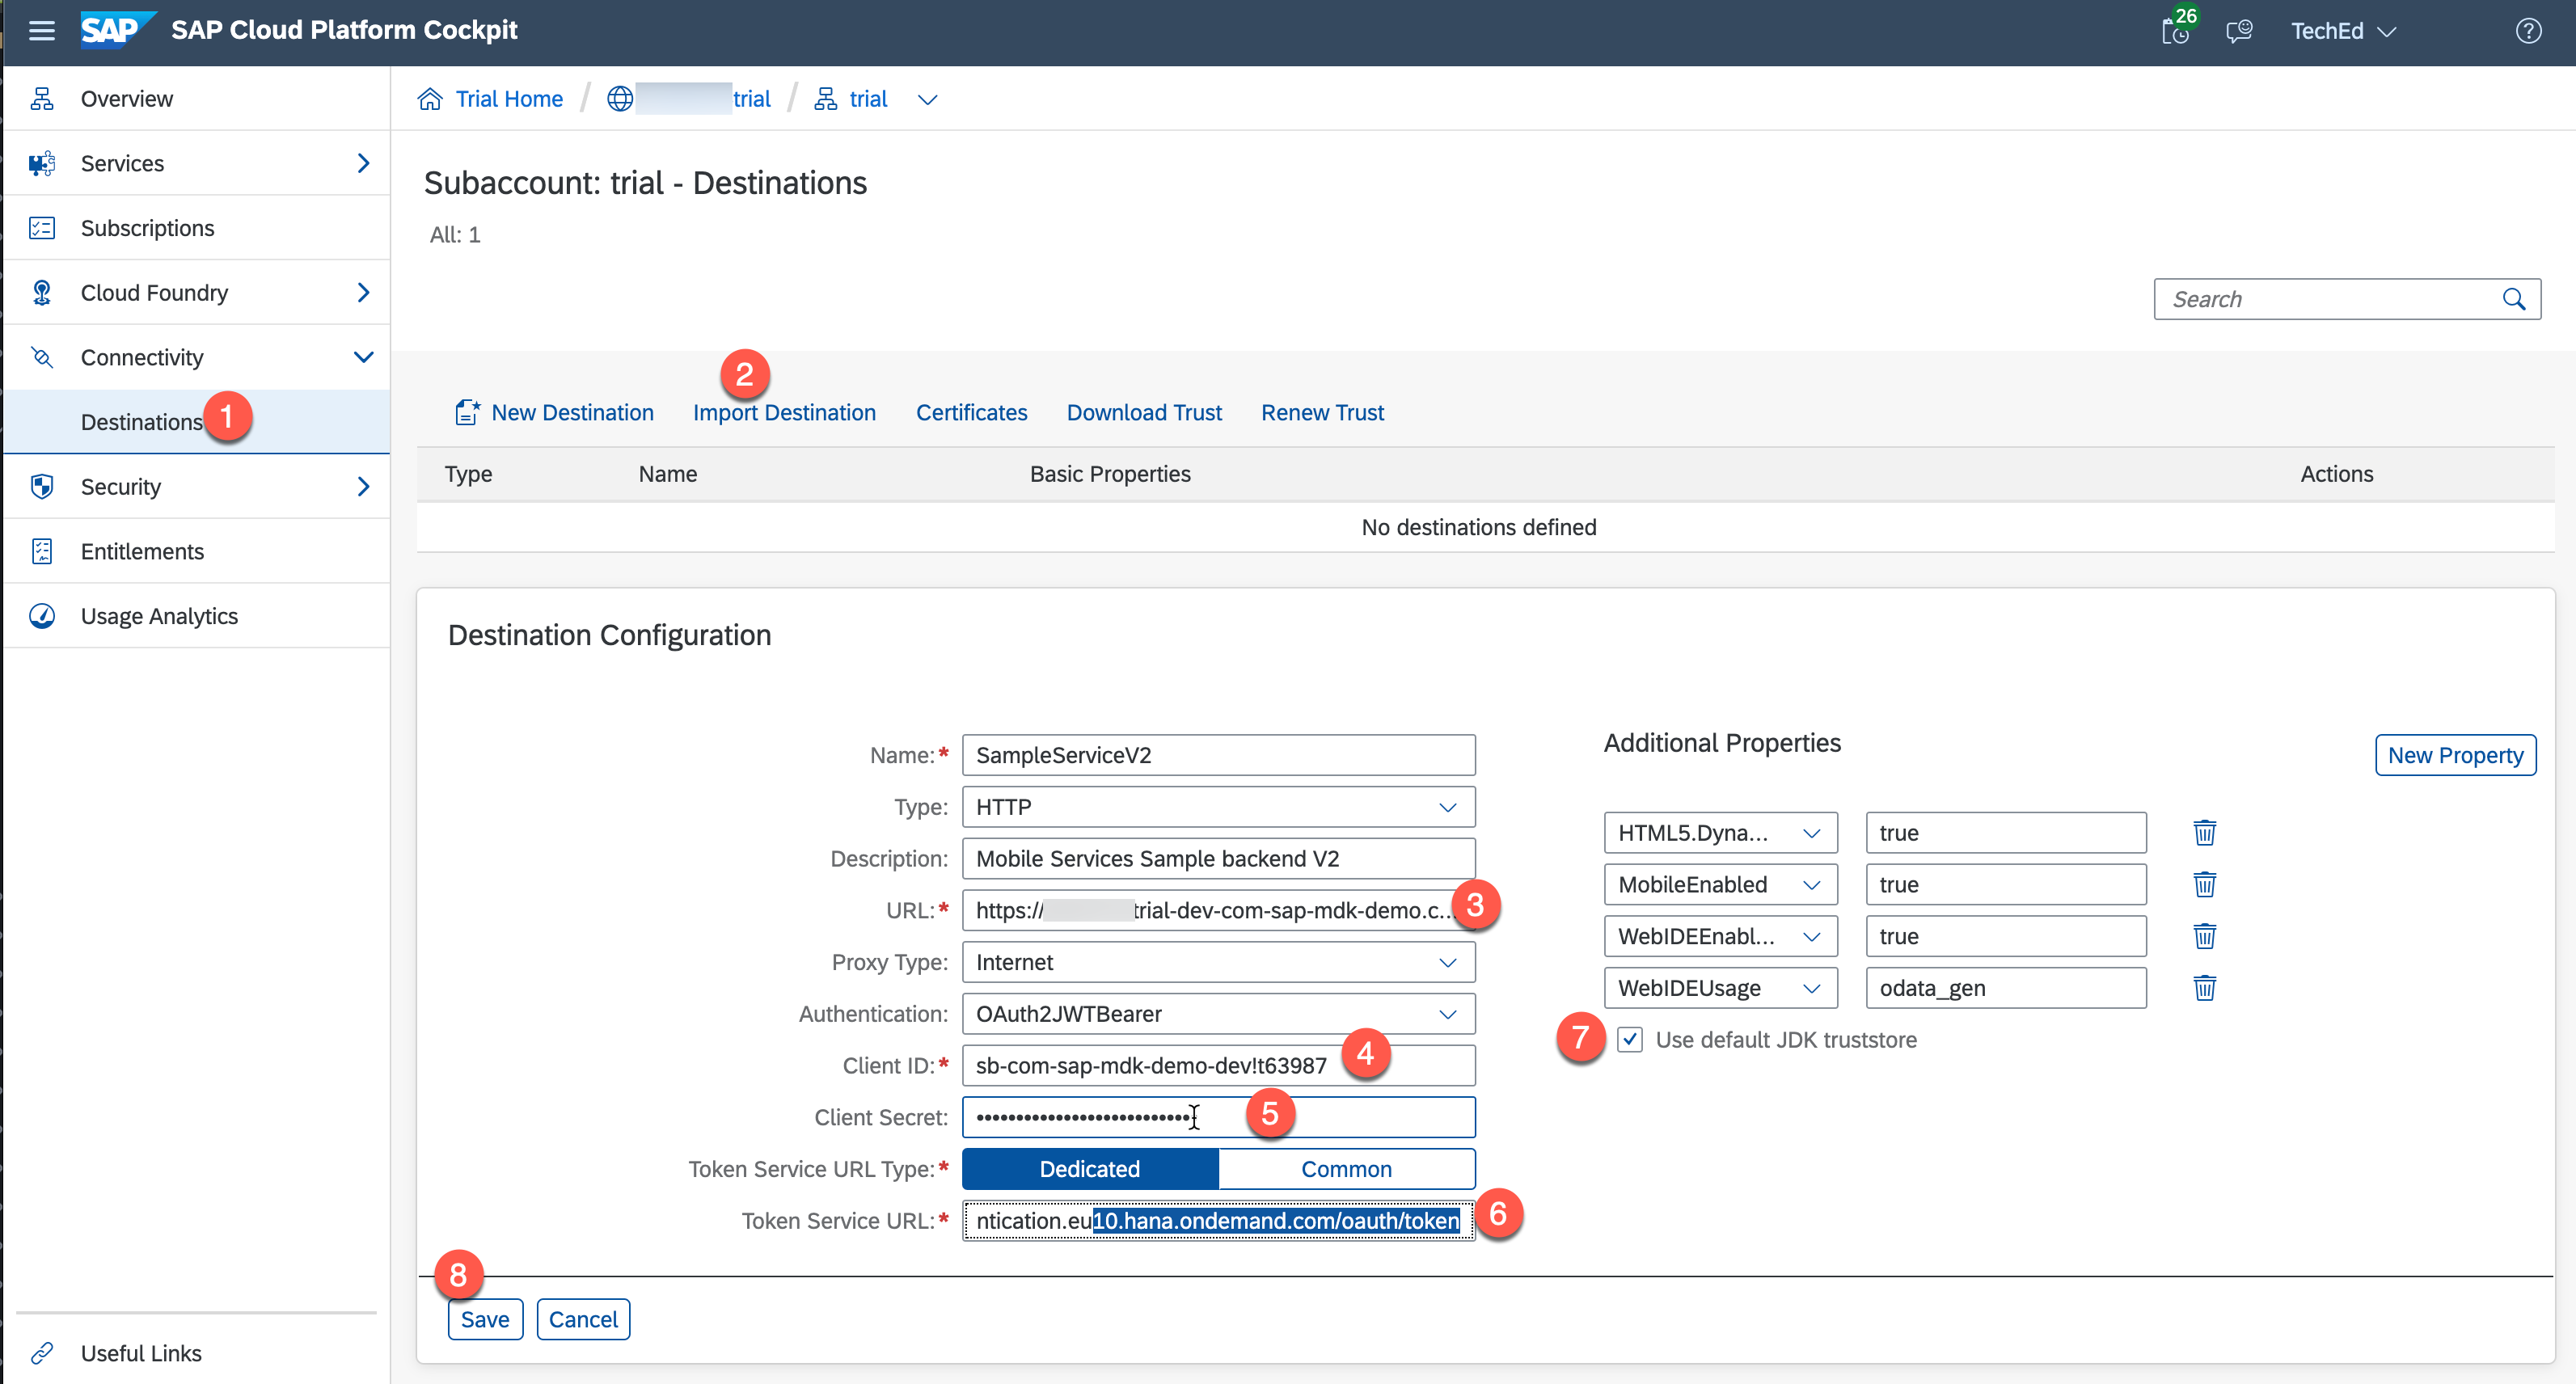 SAP SAP Cloud Platform Cockpit
26
TechEd
?
Overview
Services
Subscriptions
Cloud Foundry
Connectivity
Destinations 1
Security
Entitlements
Usage Analytics
Useful Links
Trial Home / trial / trial
Subaccount: trial - Destinations
All: 1
Search
2
New Destination Import Destination Certificates Download Trust Renew Trust
Type Name Basic Properties Actions
No destinations defined
Destination Configuration
Name:* SampleServiceV2
Type: HTTP
Description: Mobile Services Sample backend V2
URL:* https:// trial-dev-com-sap-mdk-demo.c... 3
Proxy Type: Internet
Authentication: OAuth2JWTBearer
Client ID:* sb-com-sap-mdk-demo-dev!t63987 4
Client Secret: ••••••••••••••••••••••••••• 5
Token Service URL Type:* Dedicated Common
Token Service URL:* ntication.eu10.hana.ondemand.com/oauth/token 6
Additional Properties
New Property
HTML5.Dyna... true
MobileEnabled true
WebIDEEnabl... true
WebIDEUsage odata_gen
7 Use default JDK truststore
8
Save Cancel